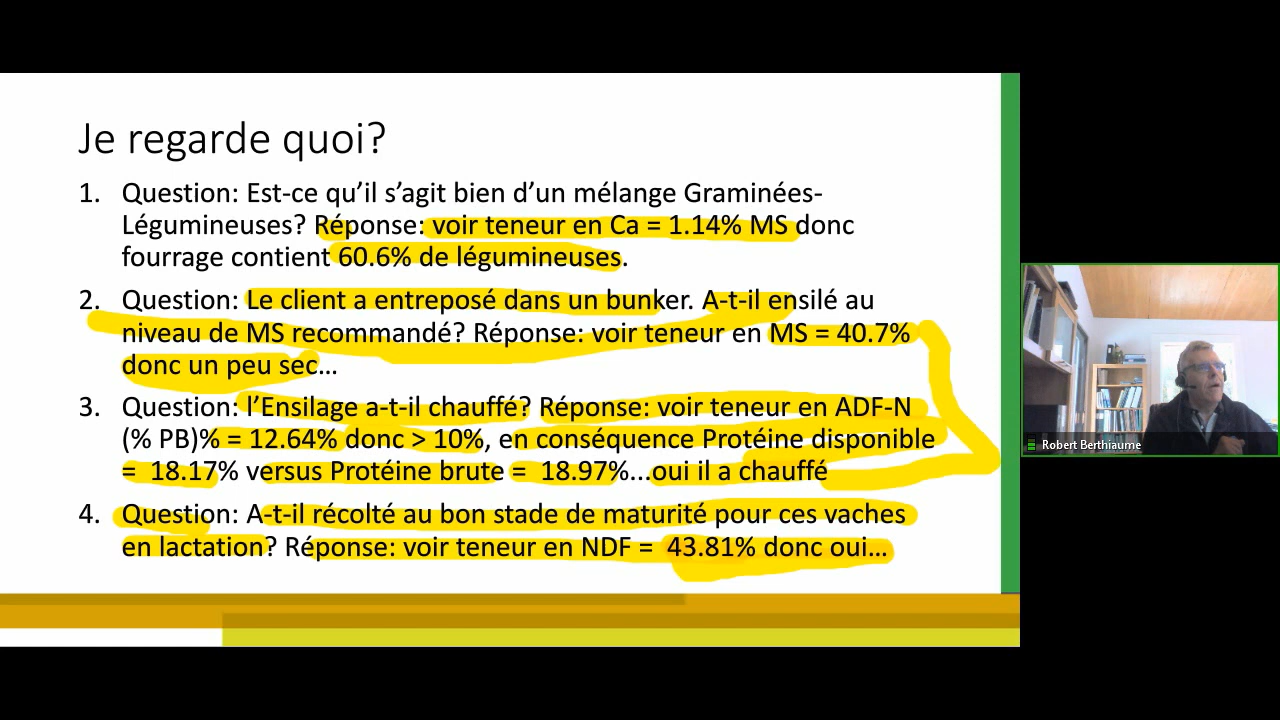 Je regarde quoi?
1. Question: Est-ce qu’il s’agit bien d’un mélange Graminées-
Légumineuses? Réponse: voir teneur en Ca = 1.14% MS donc
fourrage contient 60.6% de légumineuses.
2. Question: Le client a entreposé dans un bunker. A-t-il ensilé au
niveau de MS recommandé? Réponse: voir teneur en MS = 40.7%
donc un peu sec…
3. Question: l’Ensilage a-t-il chauffé? Réponse: voir teneur en ADF-N
(% PB)% = 12.64% donc > 10%, en conséquence Protéine disponible
= 18.17% versus Protéine brute = 18.97%...oui il a chauffé
4. Question: A-t-il récolté au bon stade de maturité pour ces vaches
en lactation? Réponse: voir teneur en NDF = 43.81% donc oui…
Robert Berthiaume